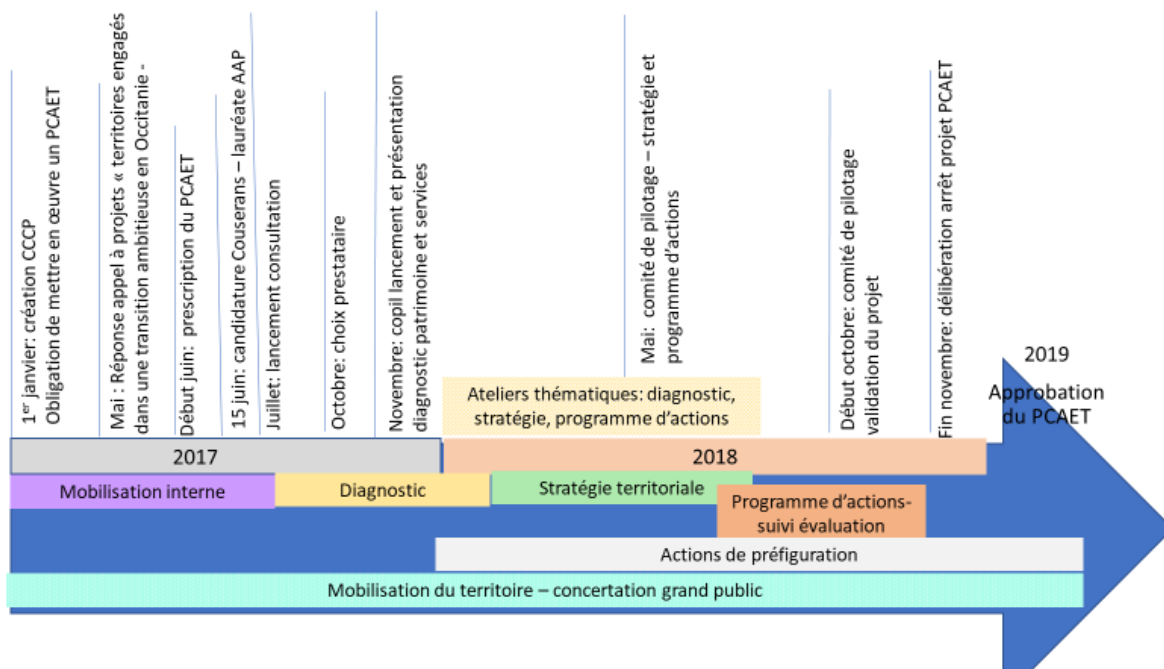 1er janvier: création CCCP
Obligation de mettre en œuvre un PCAET
Mai : Réponse appel à projets « territoires engagés
dans une transition ambitieuse en Occitanie -
Début juin:  prescription du PCAET
15 juin: candidature Couserans – lauréate AAP
Juillet: lancement consultation
Octobre: choix prestataire
Novembre: copil lancement et présentation
diagnostic patrimoine et services
Mai:  comité de pilotage – stratégie et
programme d’actions
Début octobre: comité de pilotage
validation du projet
Fin novembre: délibération arrêt projet PCAET
2019
Approbation
du PCAET
Ateliers thématiques: diagnostic,
stratégie, programme d’actions
2017
2018
Mobilisation interne
Diagnostic
Stratégie territoriale
Programme d’actions-
suivi évaluation
Actions de préfiguration
Mobilisation du territoire – concertation grand public